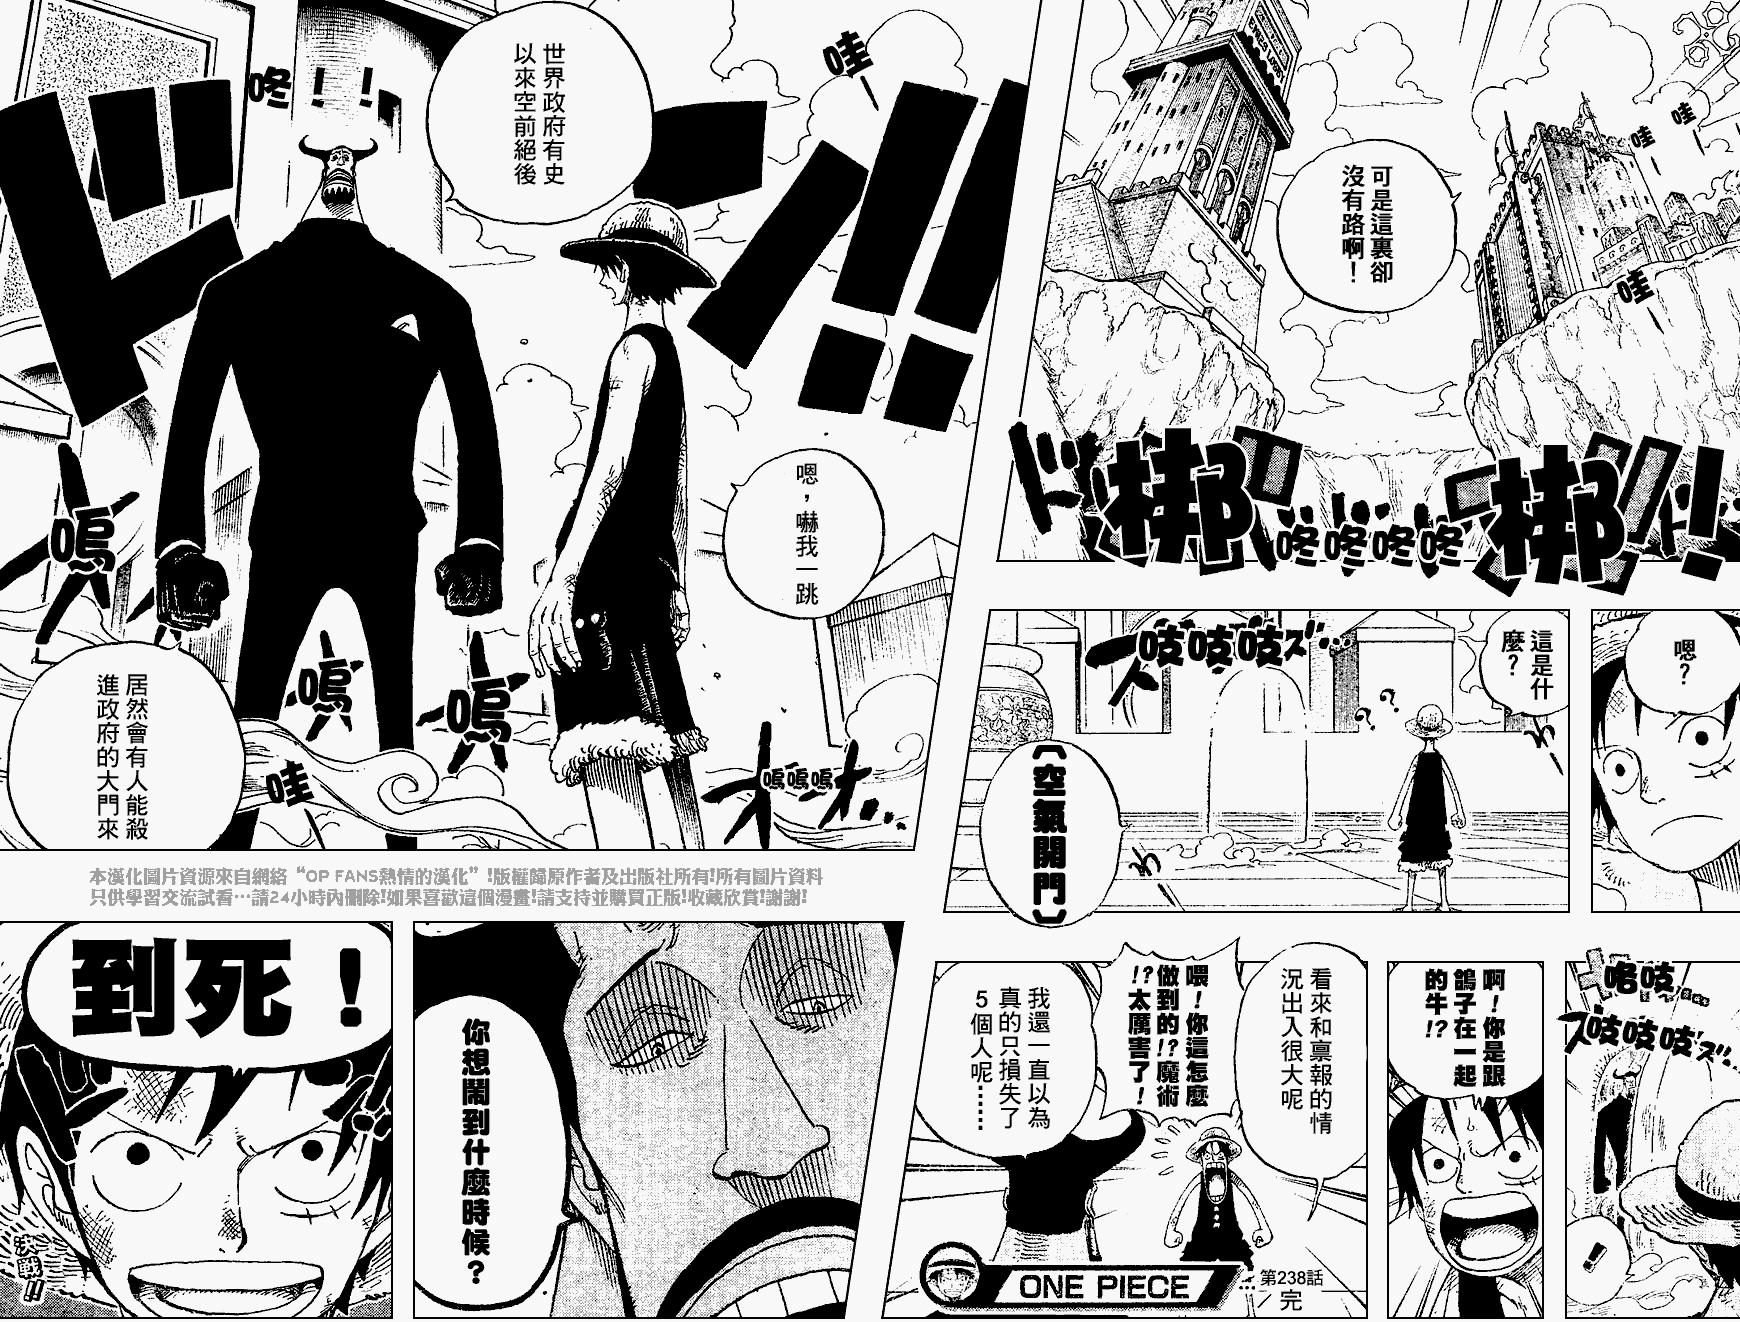 可是這裏卻
沒有路啊！
哇
哇
哇
梆
咚咚咚咚
梆！
嗯？
這是什
麼？
吱吱吱ズ…
??
（空氣開門）
咯吱…
吱吱吱ズ
！
啊！你是跟
鴿子在一起
的牛!?
看來和禀報的情
況出入很大呢
喂！你這怎麼
做到的!?魔術
!?太厲害了！
我還一直以為
真的只損失了
5個人呢……
ONE PIECE
第238話
完
哇
世界政府有史
以來空前絕後
咚！！
ドン!!
嗯，嚇我一跳
嗚
嗚
嗚
嗚嗚嗚
哇
居然會有人能殺
進政府的大門來
本漢化圖片資源來自網絡“OP FANS熱情的漢化”!版權歸原作者及出版社所有!所有圖片資料
只供學習交流試看…請24小時內刪除!如果喜歡這個漫畫!請支持並購買正版!收藏欣賞!謝謝!
你想鬧到什麼時候？
到死！
決戰!!